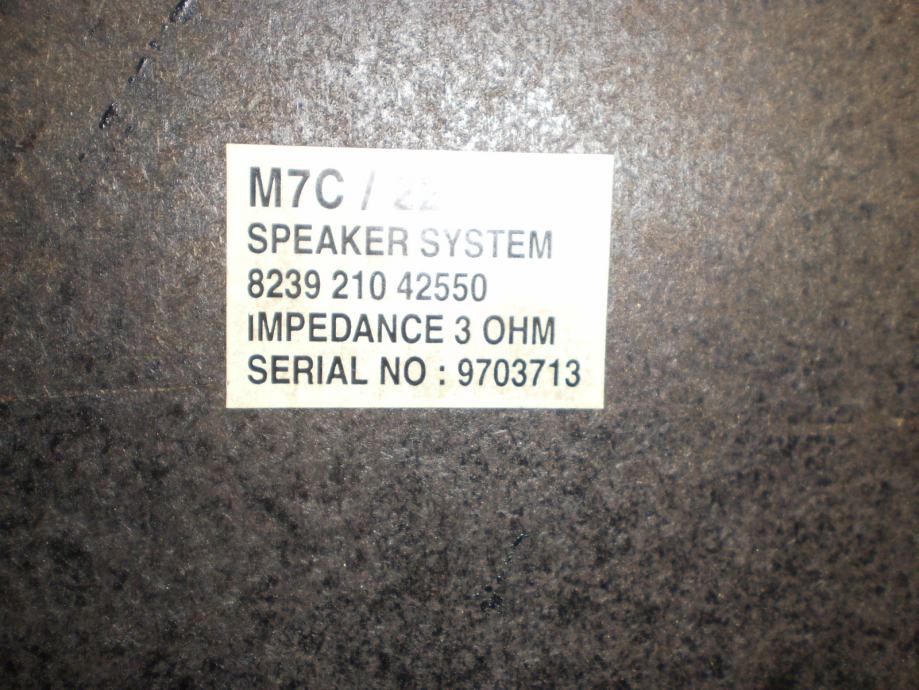 M7C / 22
SPEAKER SYSTEM
8239 210 42550
IMPEDANCE 3 OHM
SERIAL NO : 9703713